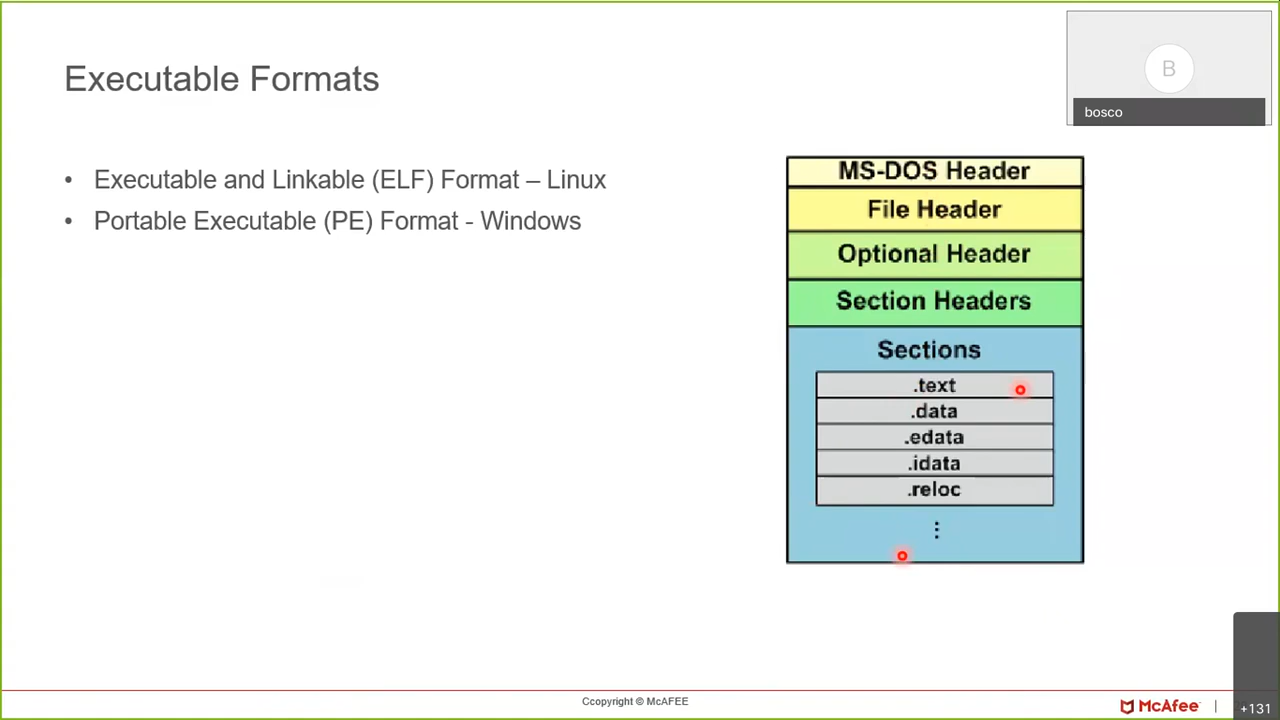 Executable Formats
B
bosco
• Executable and Linkable (ELF) Format – Linux
• Portable Executable (PE) Format - Windows
MS-DOS Header
File Header
Optional Header
Section Headers
Sections
.text
.data
.edata
.idata
.reloc
⋮
Ccopyright © McAFEE
McAfee |
+131